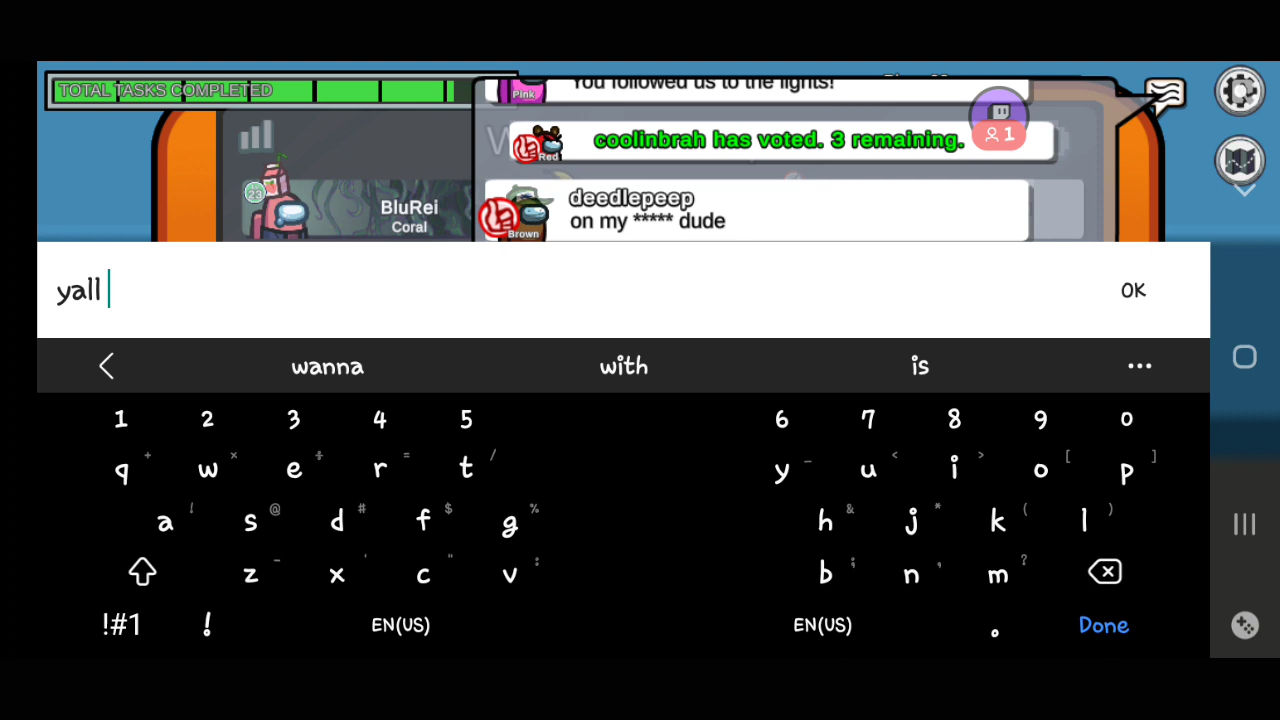 TOTAL TASKS COMPLETED
You followed us to the lights!
Pink
1
W
coolinbrah has voted. 3 remaining.
Red
23
BluRei
Coral
deedlepeep
on my ***** dude
Brown
yall
OK
wanna with is ...
1 2 3 4 5 6 7 8 9 0
q + w × e ÷ r = t / y _ u < i > o [ p ]
a ! s @ d # f $ g % h & j * k ( l )
z - x ' c " v : b ; n , m ?
!#1 ! EN(US) EN(US) . Done